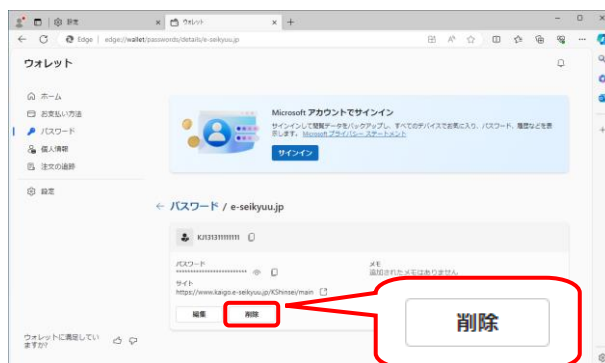 設定
ウォレット
Edge
edge://wallet/passwords/details/e-seikyuu.jp
ウォレット
ホーム
お支払い方法
パスワード
個人情報
注文の追跡
設定
Microsoft アカウントでサインイン
サインインして閲覧データをバックアップし、すべてのデバイスでお気に入り、パスワード、履歴などを表
示します。 Microsoft プライバシー ステートメント
サインイン
パスワード / e-seikyuu.jp
パスワード
メモ
追加されたメモはありません
サイト
https://www.kaigo.e-seikyuu.jp/KShinsei/main
編集
削除
削除
ウォレットに満足してい
ますか?